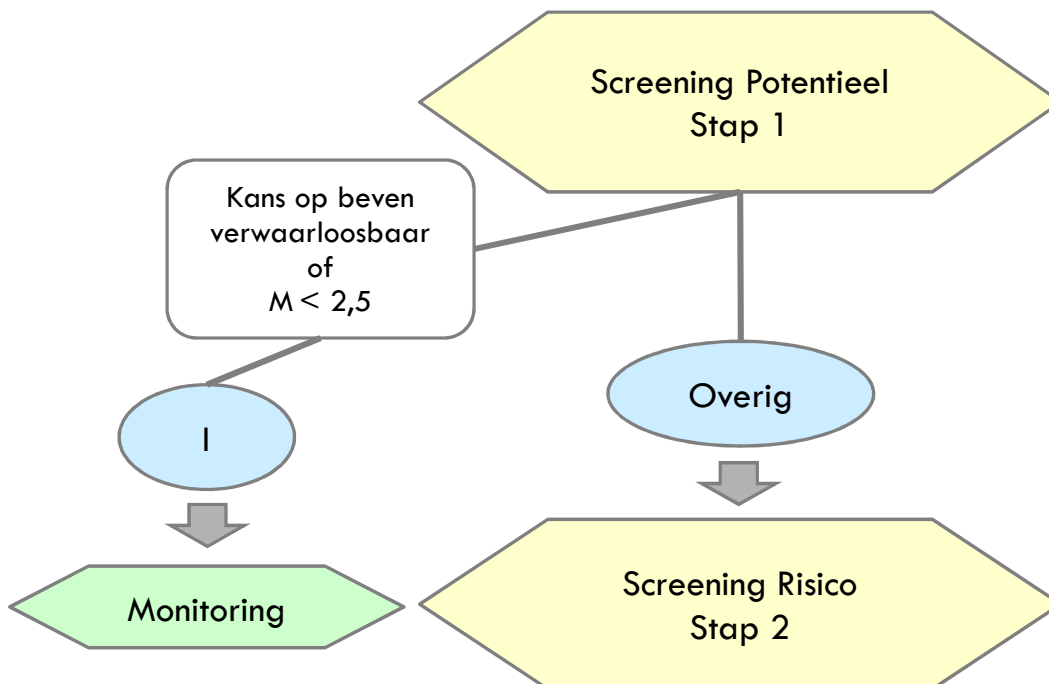 Screening Potentieel
Stap 1
Kans op beven
verwaarloosbaar
of
M < 2,5
Overig
I
Monitoring
Screening Risico
Stap 2